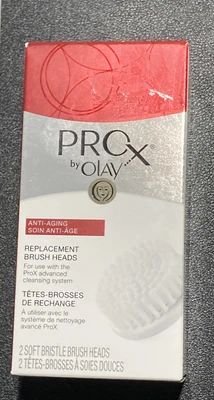 PROX
by OLAY
ANTI-AGING
SOIN ANTI-ÂGE
REPLACEMENT
BRUSH HEADS
For use with the
ProX advanced
cleansing system
TÊTES-BROSSES
DE RECHANGE
À utiliser avec le
système de nettoyage
avancé ProX
2 SOFT BRISTLE BRUSH HEADS
2 TÊTES-BROSSES À SOIES DOUCES